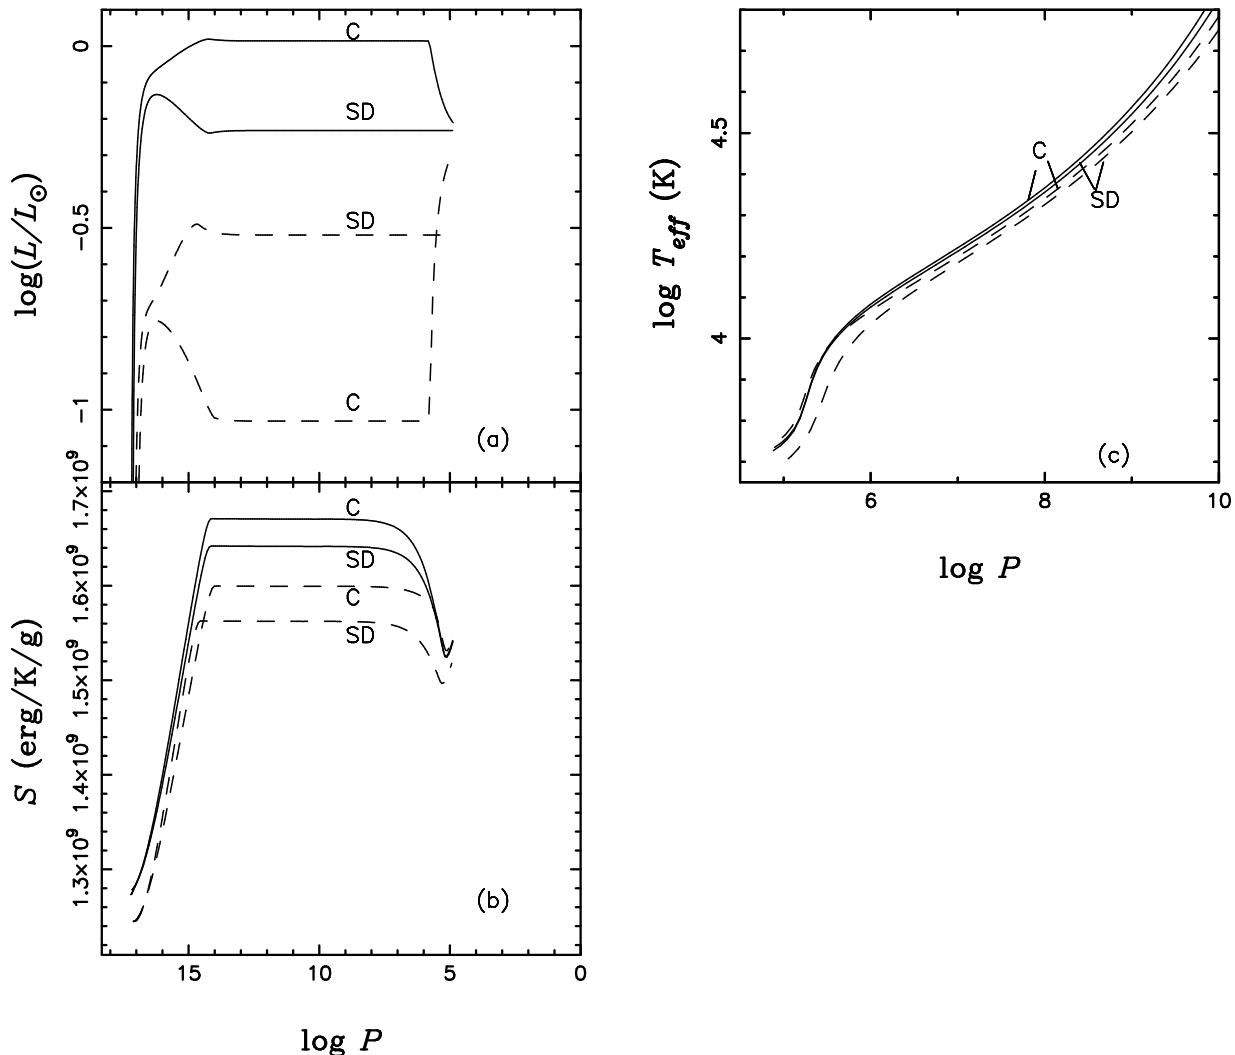 C
SD
SD
C
(a)
0
−0.5
−1
log(L/L⊙)
C
SD
C
SD
(b)
1.7×10⁹
1.6×10⁹
1.5×10⁹
1.4×10⁹
1.3×10⁹
S (erg/K/g)
15 10 5 0
log P
C
SD
(c)
4.5
4
log T_eff (K)
6 8 10
log P